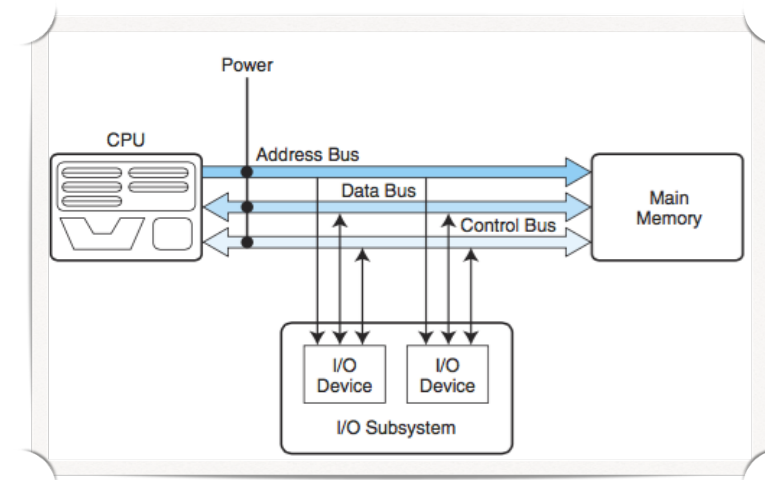 Power
CPU
Address Bus
Data Bus
Control Bus
Main
Memory
I/O
Device
I/O
Device
I/O Subsystem